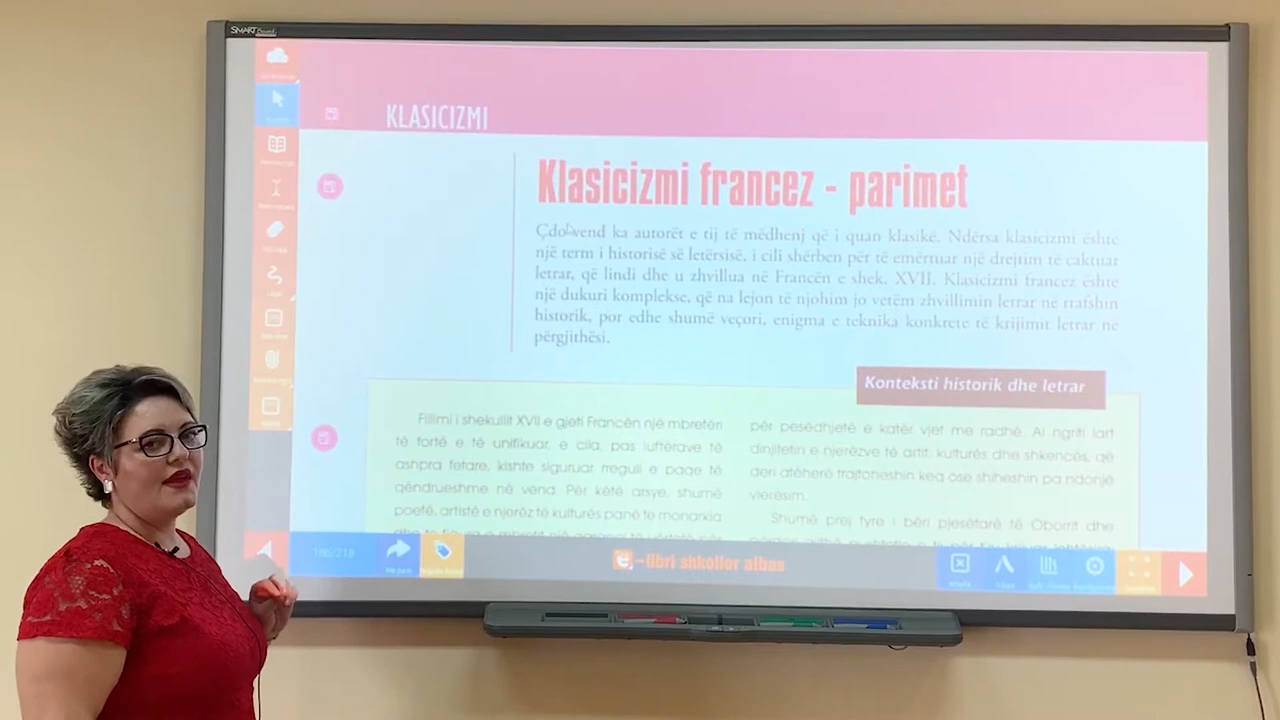 SMART Board
KLASICIZMI
Klasicizmi francez - parimet
Çdo vend ka autorët e tij të mëdhenj që i quan klasikë. Ndërsa klasicizmi është
një term i historisë së letërsisë, i cili shërben për të emërtuar një drejtim të caktuar
letrar, që lindi dhe u zhvillua në Francën e shek. XVII. Klasicizmi francez është
një dukuri komplekse, që na lejon të njohim jo vetëm zhvillimin letrar në rrafshin
historik, por edhe shumë veçori, enigma e teknika konkrete të krijimit letrar në
përgjithësi.
Konteksti historik dhe letrar
Fillimi i shekullit XVII e gjeti Francën një mbretëri
të fortë e të unifikuar, e cila, pas luftërave të
ashpra fetare, kishte siguruar rregull e paqe të
qëndrueshme në vend. Për këtë arsye, shumë
poetë, artistë e njerëz të kulturës panë te monarkia
për pesëdhjetë e katër vjet me radhë. Ai ngriti lart
dinjitetin e njerëzve të artit, kulturës dhe shkencës, që
deri atëherë trajtoheshin keq ose shiheshin pa ndonjë
vlerësim.
Shumë prej tyre i bëri pjesëtarë të Oborrit dhe
186/218
e-libri shkollor albas